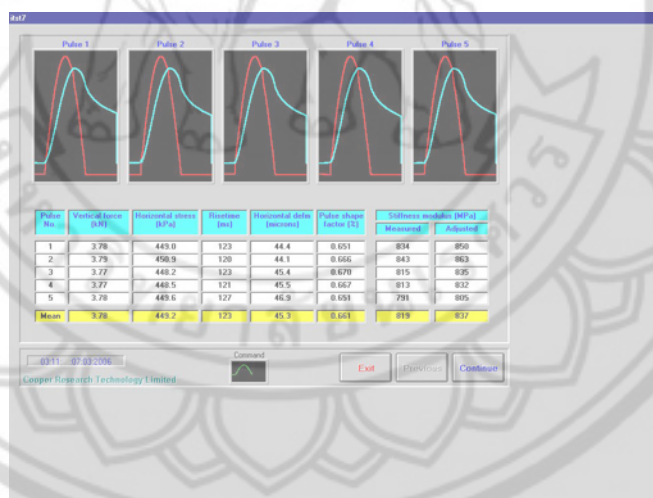 itst7
Pulse 1 Pulse 2 Pulse 3 Pulse 4 Pulse 5
Pulse No. Vertical force (kN) Horizontal stress (kPa) Risetime (ms) Horizontal defm (microns) Pulse shape factor (%) Stiffness modulus (MPa)
Measured Adjusted
1 3.78 449.0 123 44.4 0.651 834 850
2 3.79 450.9 120 44.1 0.666 843 863
3 3.77 448.2 123 45.4 0.670 815 835
4 3.77 448.5 121 45.5 0.667 813 832
5 3.78 449.6 127 46.9 0.651 791 805
Mean 3.78 449.2 123 45.3 0.661 819 837
03:11 07:03:2006
Command
Exit Previous Continue
Cooper Research Technology Limited